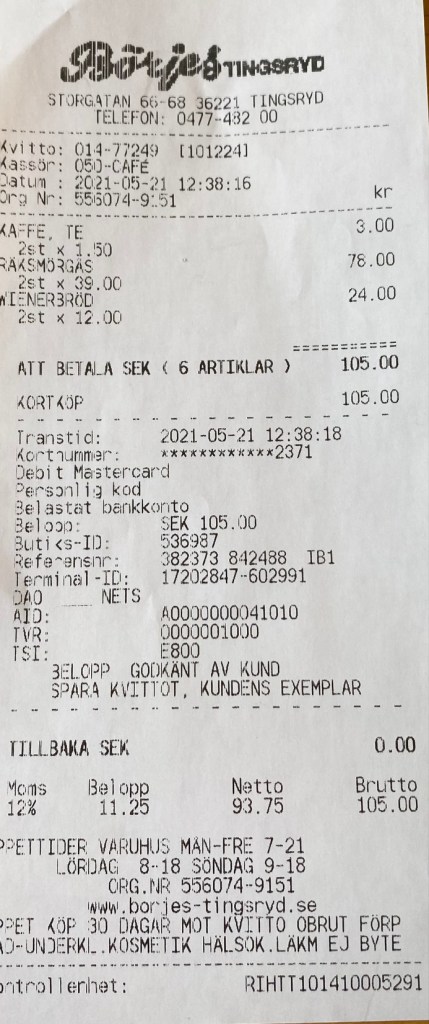 Börjes TINGSRYD
STORGATAN 66-68 36221 TINGSRYD
TELEFON: 0477-482 00
Kvitto: 014-77249 [101224]
Kassör: 050-CAFÉ
Datum : 2021-05-21 12:38:16
Org Nr: 556074-9151 kr
KAFFE, TE 3.00
2st x 1.50
RÄKSMÖRGÅS 78.00
2st x 39.00
WIENERBRÖD 24.00
2st x 12.00
===========
ATT BETALA SEK ( 6 ARTIKLAR ) 105.00
KORTKÖP 105.00
Transtid: 2021-05-21 12:38:18
Kortnummer: ************2371
Debit Mastercard
Personlig kod
Belastat bankkonto
Belopp: SEK 105.00
Butiks-ID: 536987
Referensnr: 382373 842488 IB1
Terminal-ID: 17202847-602991
DAO ___ NETS
AID: A0000000041010
TVR: 0000001000
TSI: E800
BELOPP GODKÄNT AV KUND
SPARA KVITTOT, KUNDENS EXEMPLAR
TILLBAKA SEK 0.00
Moms Belopp Netto Brutto
12% 11.25 93.75 105.00
PPETTIDER VARUHUS MÅN-FRE 7-21
LÖRDAG 8-18 SÖNDAG 9-18
ORG.NR 556074-9151
www.borjes-tingsryd.se
PPET KÖP 30 DAGAR MOT KVITTO OBRUT FÖRP
AD-UNDERKL.KOSMETIK HÄLSOK.LÄKM EJ BYTE
ontrollenhet: RIHTT101410005291